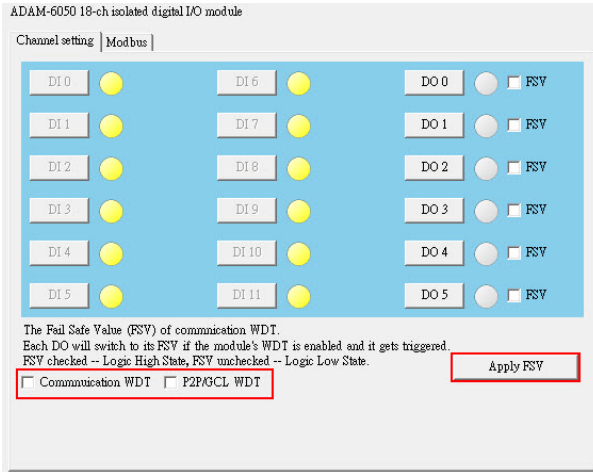 ADAM-6050 18-ch isolated digital I/O module
Channel setting Modbus
DI 0 DI 6 DO 0 FSV
DI 1 DI 7 DO 1 FSV
DI 2 DI 8 DO 2 FSV
DI 3 DI 9 DO 3 FSV
DI 4 DI 10 DO 4 FSV
DI 5 DI 11 DO 5 FSV
The Fail Safe Value (FSV) of commnication WDT.
Each DO will switch to its FSV if the module's WDT is enabled and it gets triggered.
FSV checked -- Logic High State, FSV unchecked -- Logic Low State.
Apply FSV
Commnuication WDT P2P/GCL WDT